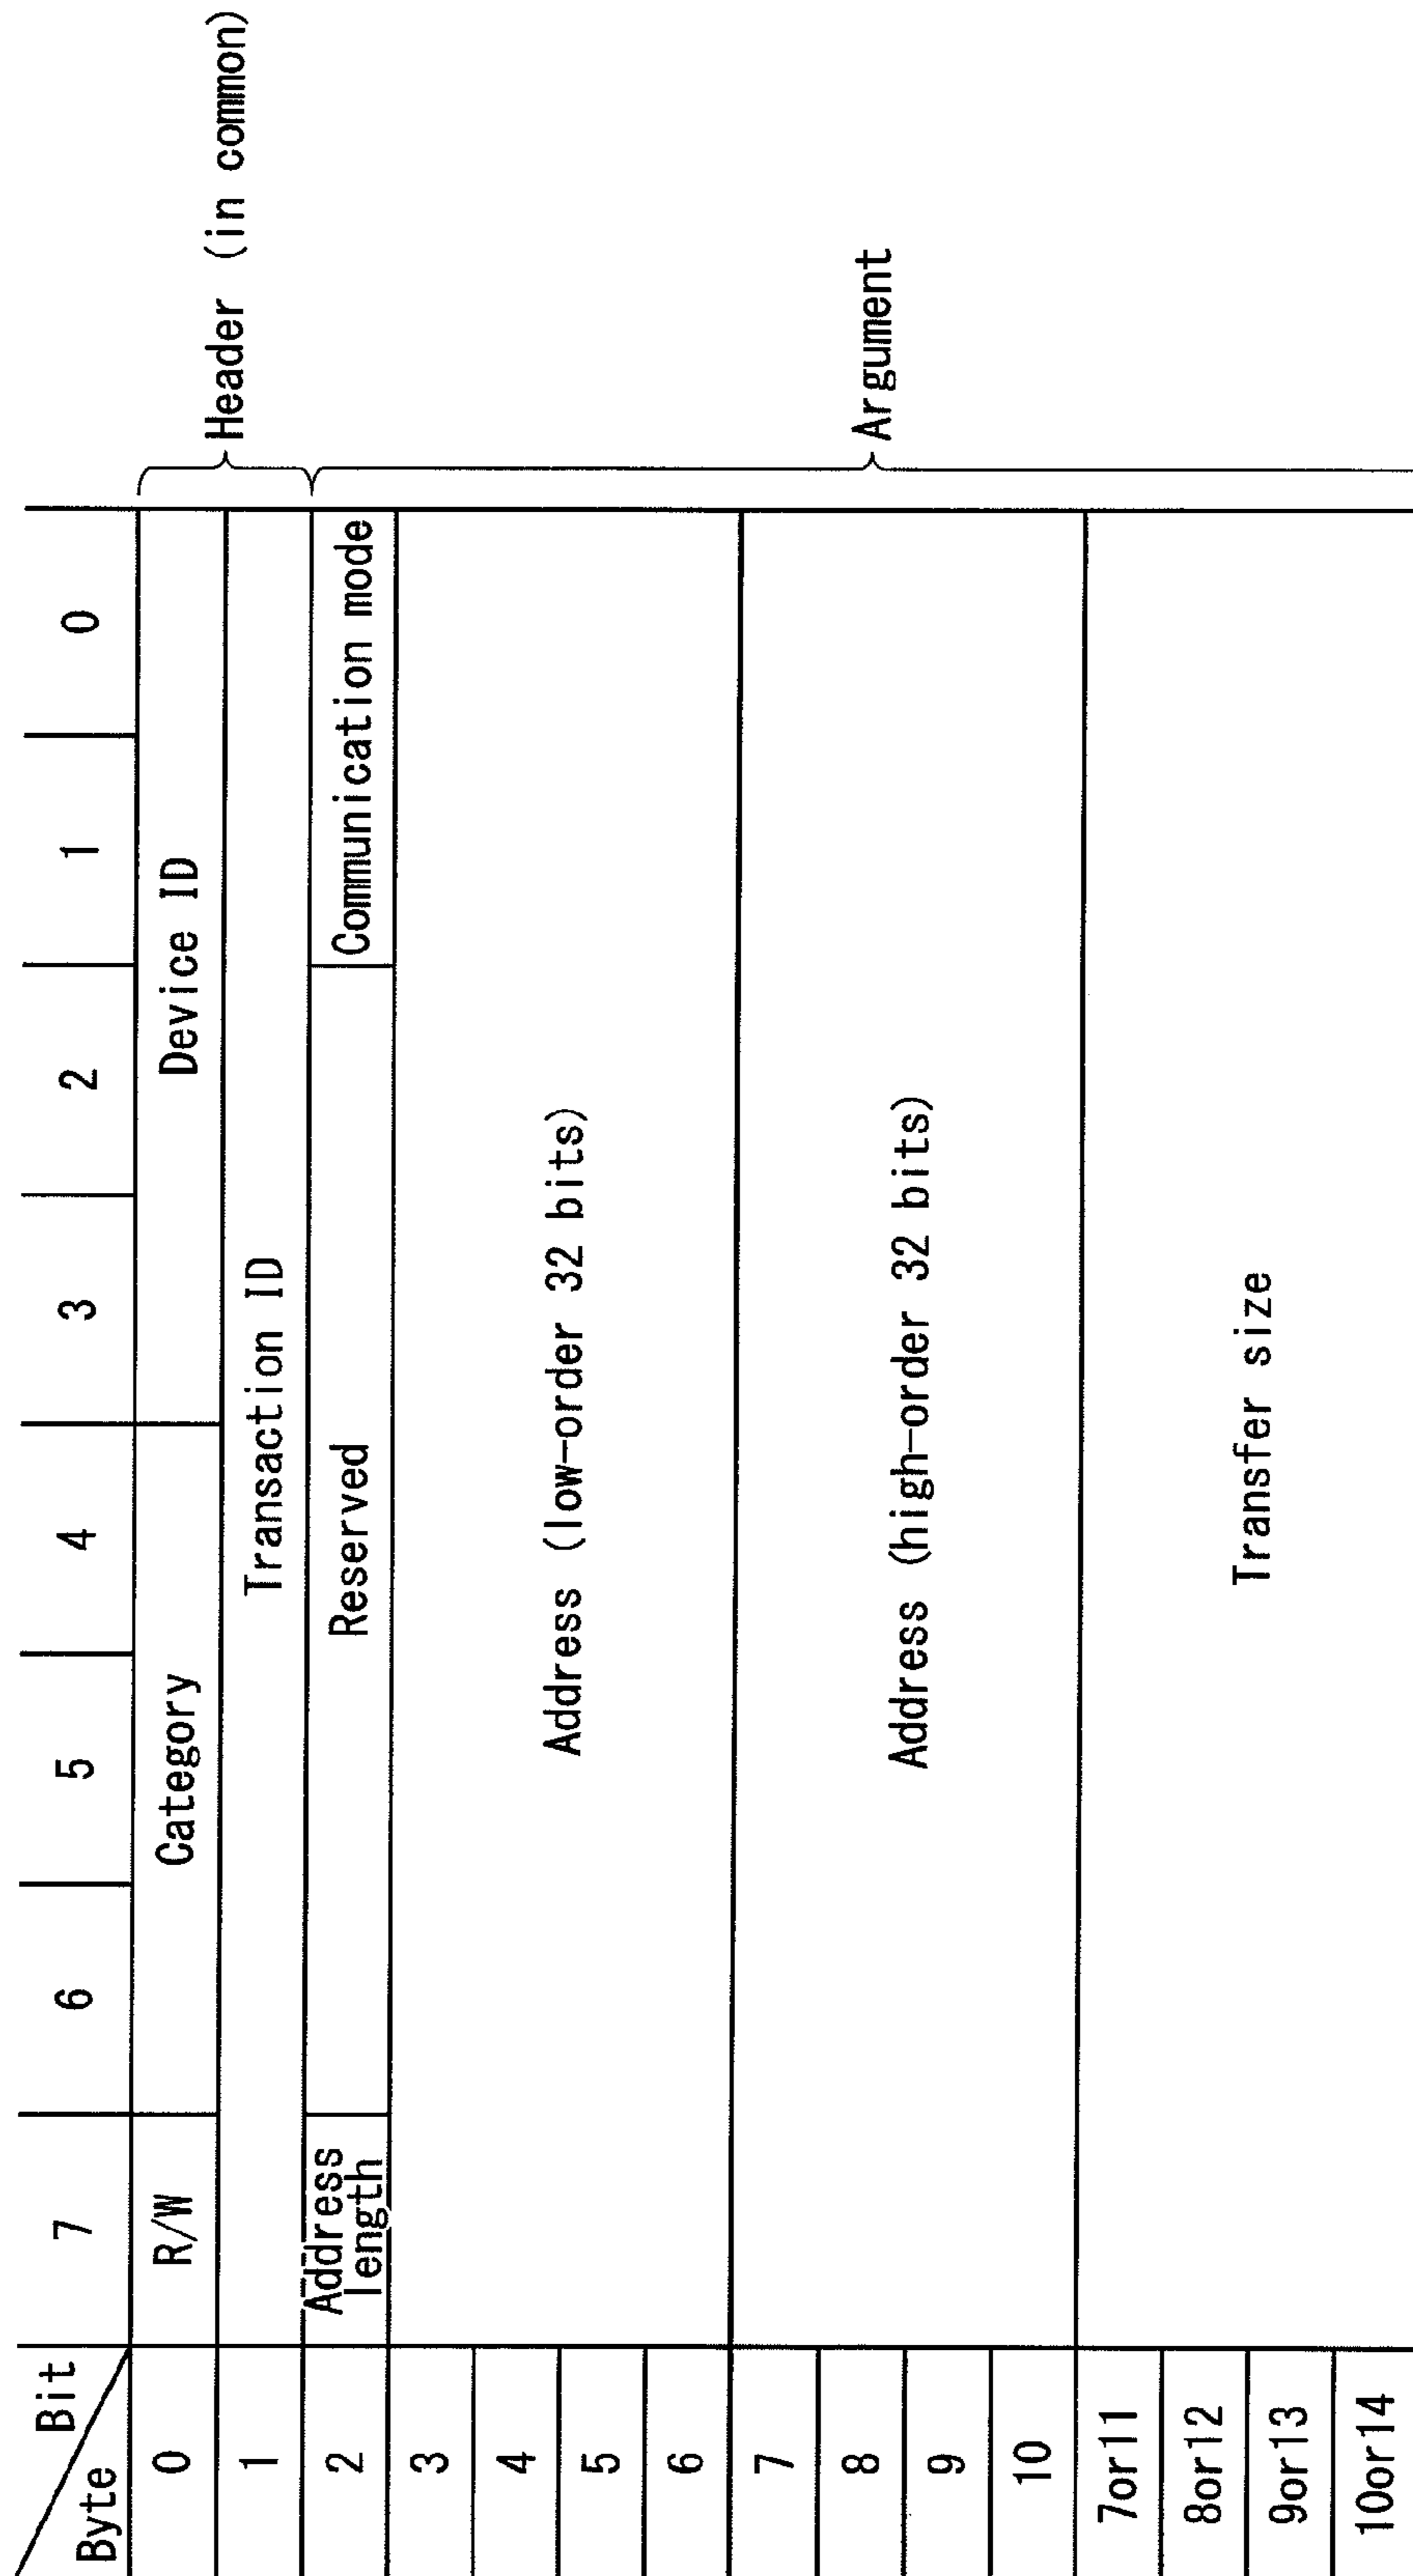 Bit
Byte
7
6
5
4
3
2
1
0
0
R/W
Category
Device ID
Header (in common)
1
Transaction ID
2
Address
length
Reserved
Communication mode
3
4
5
6
Address (low-order 32 bits)
Argument
7
8
9
10
Address (high-order 32 bits)
7or11
8or12
9or13
10or14
Transfer size